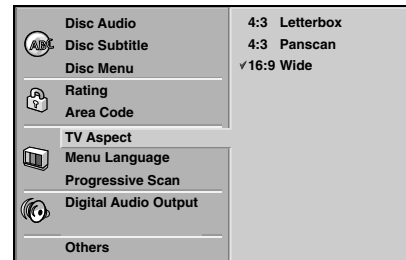 Disc Audio
ABC
Disc Subtitle
Disc Menu
Rating
Area Code
TV Aspect
Menu Language
Progressive Scan
Digital Audio Output
Others
4:3 Letterbox
4:3 Panscan
✓16:9 Wide